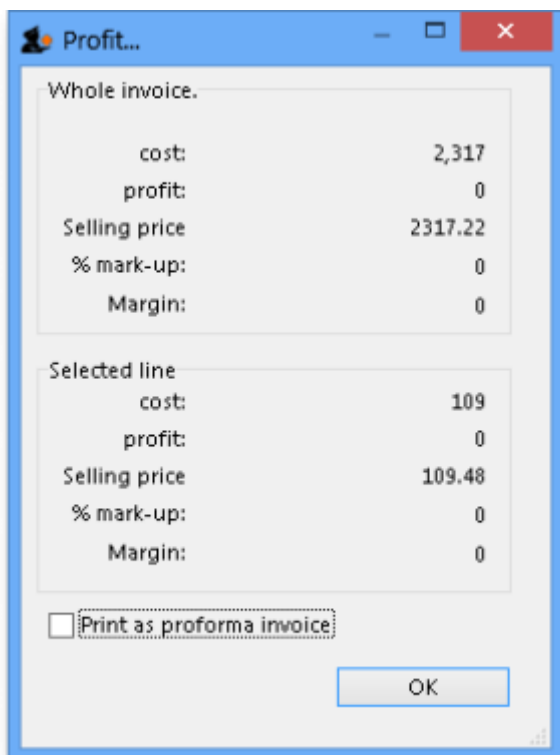 Profit...
Whole invoice.
cost: 2,317
profit: 0
Selling price 2317.22
% mark-up: 0
Margin: 0
Selected line
cost: 109
profit: 0
Selling price 109.48
% mark-up: 0
Margin: 0
Print as proforma invoice
OK